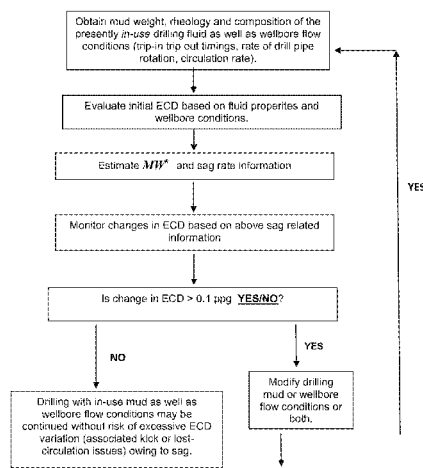 Obtain mud weight, rheology and composition of the
presently in-use drilling fluid as well as wellbore flow
conditions (trip-in trip out timings, rate of drill pipe
rotation, circulation rate).
Evaluate initial ECD based on fluid properites and
wellbore conditions.
Estimate MW* and sag rate information
YES
Monitor changes in ECD based on above sag related
information
Is change in ECD > 0.1 ppg YES/NO?
NO
YES
Drilling with in-use mud as well as
wellbore flow conditions may be
continued without risk of excessive ECD
variation (associated kick or lost-
circulation issues) owing to sag.
Modify drilling
mud or wellbore
flow conditions or
both.